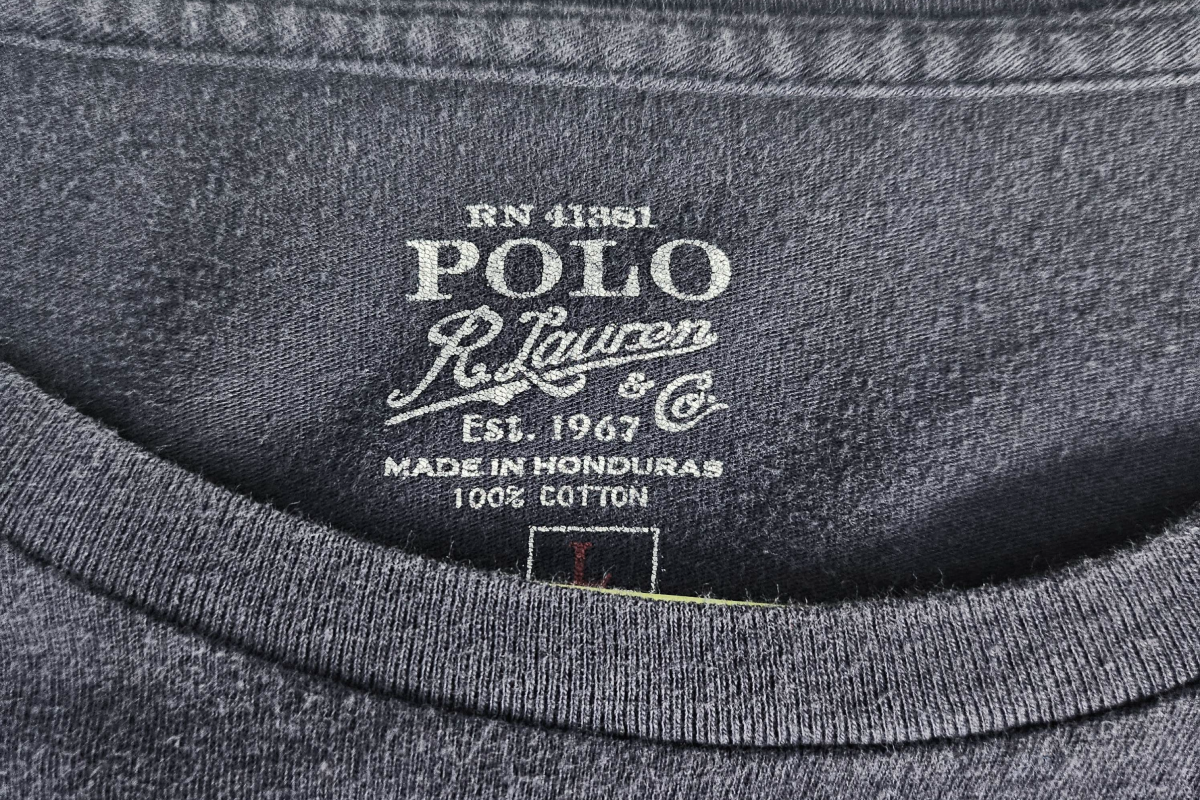 RN 41381
POLO
R. Lauren
& Co.
Est. 1967
MADE IN HONDURAS
100% COTTON
L